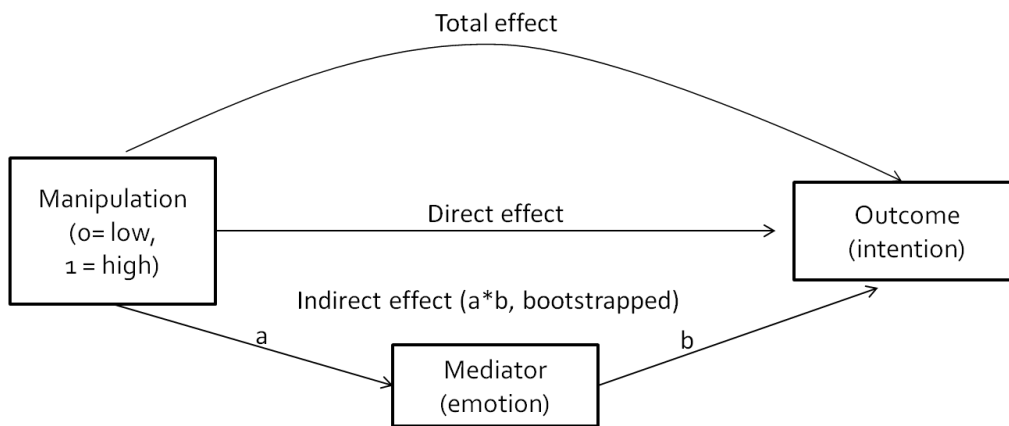 Total effect
Manipulation
(0= low,
1 = high)
Direct effect
Outcome
(intention)
Indirect effect (a*b, bootstrapped)
a
b
Mediator
(emotion)